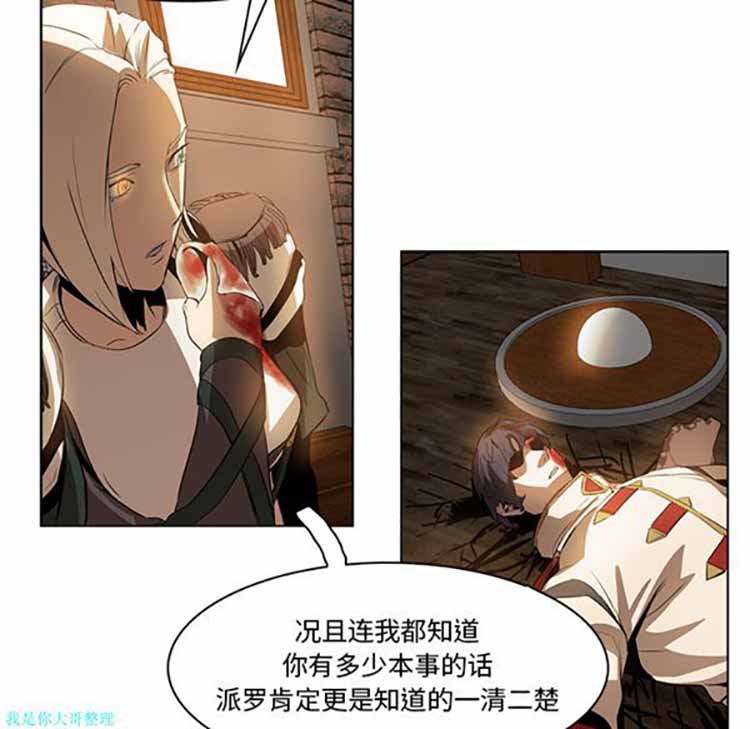 况且连我都知道
你有多少本事的话
派罗肯定更是知道的一清二楚
我是你大哥整理